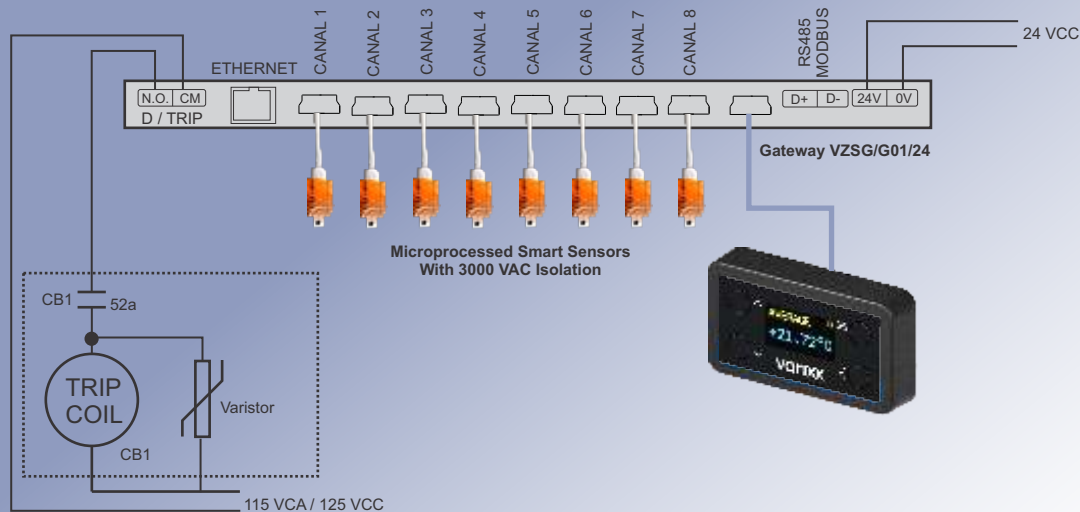 CANAL 1
CANAL 2
CANAL 3
CANAL 4
CANAL 5
CANAL 6
CANAL 7
CANAL 8
RS485
MODBUS
24 VCC
ETHERNET
N.O. CM
D+ D- 24V 0V
D / TRIP
Gateway VZSG/G01/24
Microprocessed Smart Sensors
With 3000 VAC Isolation
CB1
52a
AVERAGE
+21.72°C
TRIP
COIL
Varistor
CB1
115 VCA / 125 VCC